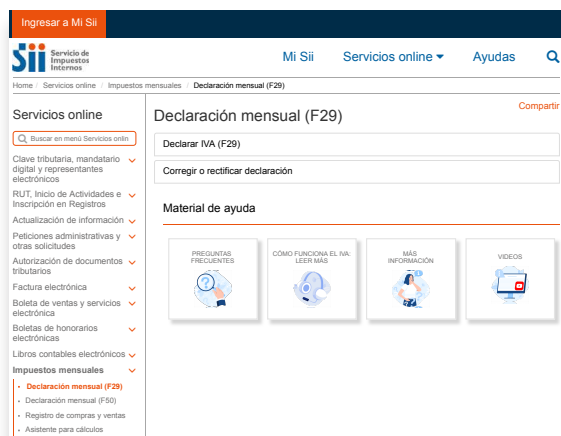 Ingresar a Mi Sii
Sii Servicio de
Impuestos
Internos
Mi Sii Servicios online Ayudas
Home / Servicios online / Impuestos mensuales / Declaración mensual (F29)
Servicios online
Buscar en menú Servicios onlin
Clave tributaria, mandatario
digital y representantes
electrónicos
RUT, Inicio de Actividades e
Inscripción en Registros
Actualización de información
Peticiones administrativas y
otras solicitudes
Autorización de documentos
tributarios
Factura electrónica
Boleta de ventas y servicios
electrónica
Boletas de honorarios
electrónicas
Libros contables electrónicos
Impuestos mensuales
Declaración mensual (F29)
Declaración mensual (F50)
Registro de compras y ventas
Asistente para cálculos
Compartir
Declaración mensual (F29)
Declarar IVA (F29)
Corregir o rectificar declaración
Material de ayuda
PREGUNTAS
FRECUENTES
CÓMO FUNCIONA EL IVA:
LEER MÁS
MÁS
INFORMACIÓN
VIDEOS